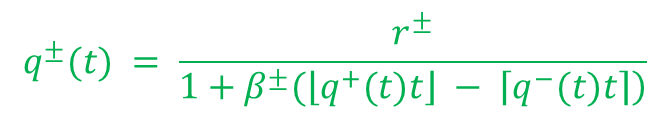 q^±(t) = r^± / (1 + β^±(⌊q^+(t)t⌋ − ⌈q^−(t)t⌉))